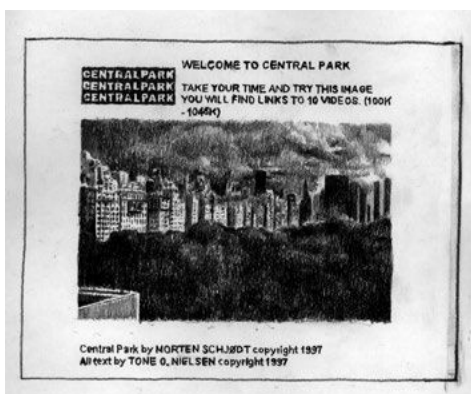 CENTRALPARK
CENTRALPARK
CENTRALPARK
WELCOME TO CENTRAL PARK
TAKE YOUR TIME AND TRY THIS IMAGE
YOU WILL FIND LINKS TO 10 VIDEOS. (100K
- 1045K)
Central Park by MORTEN SCHJØDT copyright 1997
All text by TONE O. NIELSEN copyright 1997